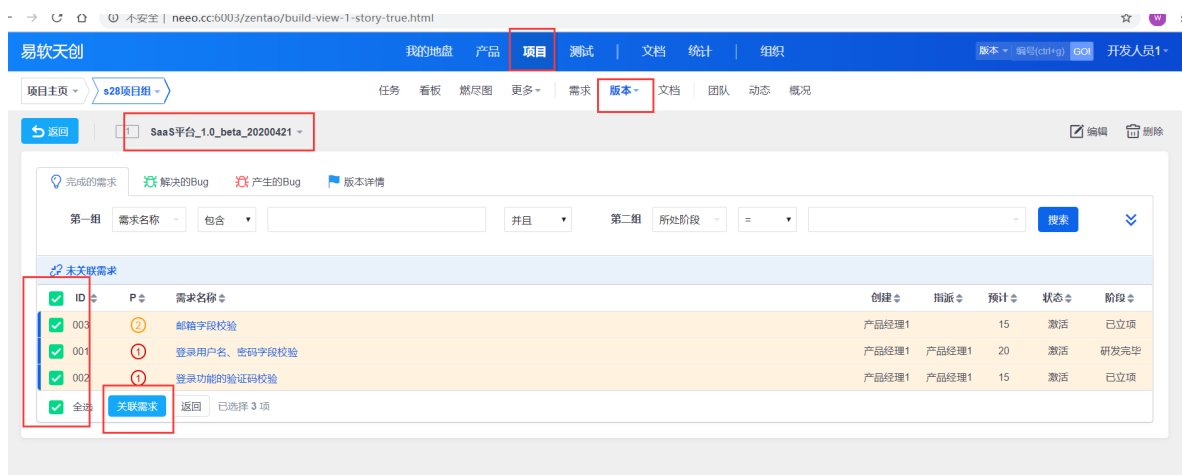 不安全 | neeo.cc:6003/zentao/build-view-1-story-true.html W
易软天创 我的地盘 产品 项目 测试 | 文档 统计 | 组织 版本 编号(ctrl+g) GO! 开发人员1
项目主页 s28项目组 任务 看板 燃尽图 更多 需求 版本 文档 团队 动态 概况
返回 1 SaaS平台_1.0_beta_20200421 编辑 删除
完成的需求 解决的Bug 产生的Bug 版本详情
第一组 需求名称 包含 并且 第二组 所处阶段 = 搜索
未关联需求
ID P 需求名称 创建 指派 预计 状态 阶段
003 2 邮箱字段校验 产品经理1 15 激活 已立项
001 1 登录用户名、密码字段校验 产品经理1 产品经理1 20 激活 研发完毕
002 1 登录功能的验证码校验 产品经理1 产品经理1 15 激活 已立项
全选 关联需求 返回 已选择 3 项